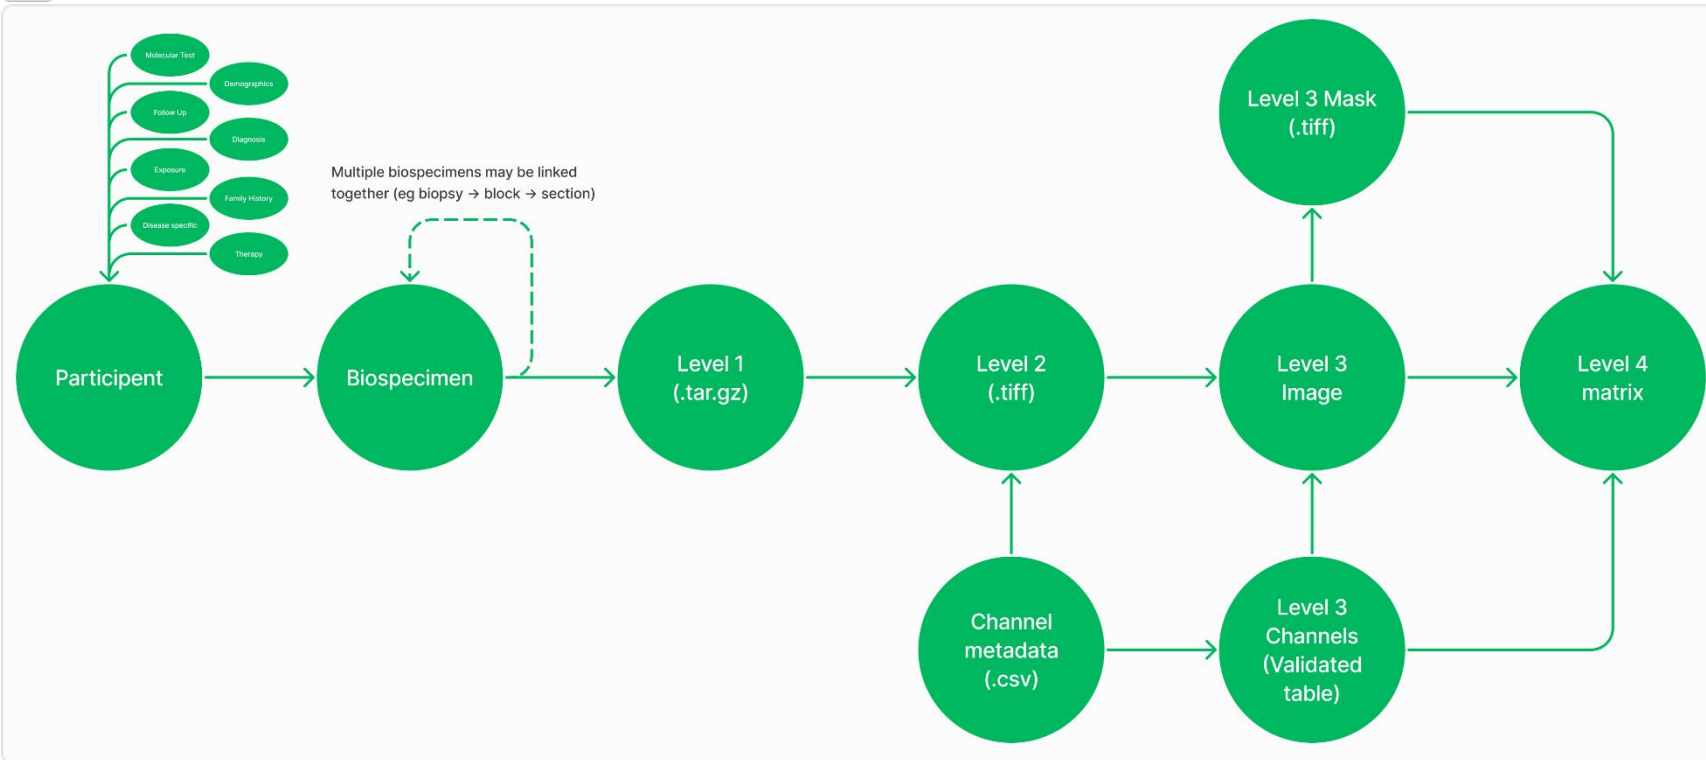 Molecular Test
Demographics
Follow Up
Diagnosis
Exposure
Family History
Disease specific
Therapy
Multiple biospecimens may be linked
together (eg biopsy → block → section)
Level 3 Mask
(.tiff)
Participent
Biospecimen
Level 1
(.tar.gz)
Level 2
(.tiff)
Level 3
Image
Level 4
matrix
Channel
metadata
(.csv)
Level 3
Channels
(Validated
table)